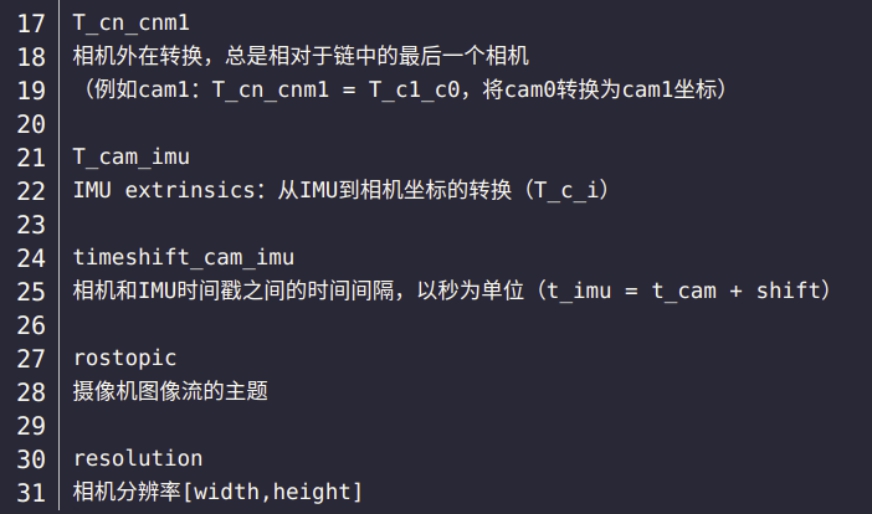 17 T_cn_cnm1
18 相机外在转换，总是相对于链中的最后一个相机
19 （例如cam1：T_cn_cnm1 = T_c1_c0，将cam0转换为cam1坐标）
20
21 T_cam_imu
22 IMU extrinsics：从IMU到相机坐标的转换（T_c_i）
23
24 timeshift_cam_imu
25 相机和IMU时间戳之间的时间间隔，以秒为单位（t_imu = t_cam + shift）
26
27 rostopic
28 摄像机图像流的主题
29
30 resolution
31 相机分辨率[width,height]